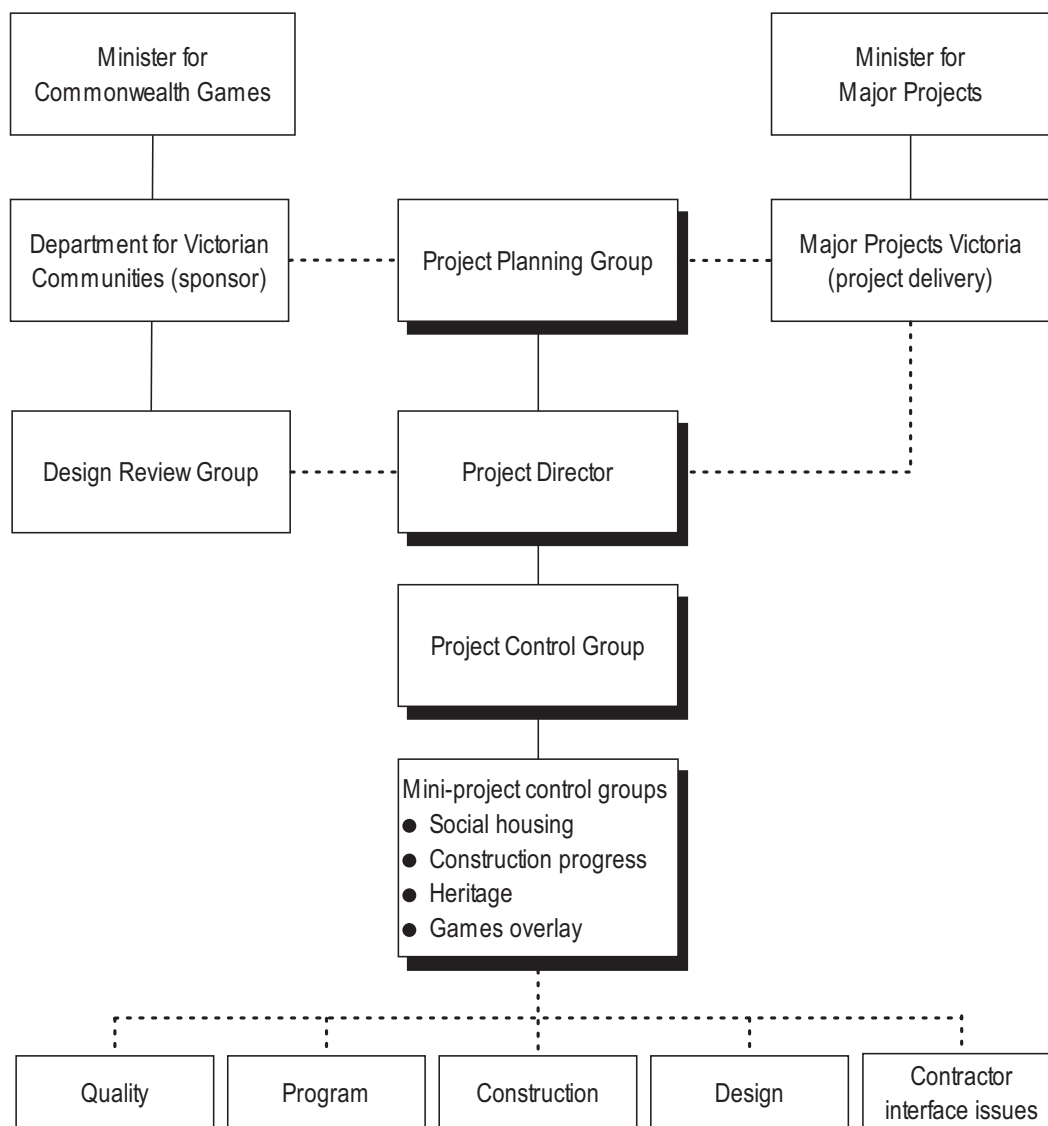 Minister for
Commonwealth Games
Minister for
Major Projects
Department for Victorian
Communities (sponsor)
Project Planning Group
Major Projects Victoria
(project delivery)
Design Review Group
Project Director
Project Control Group
Mini-project control groups
● Social housing
● Construction progress
● Heritage
● Games overlay
Quality
Program
Construction
Design
Contractor
interface issues